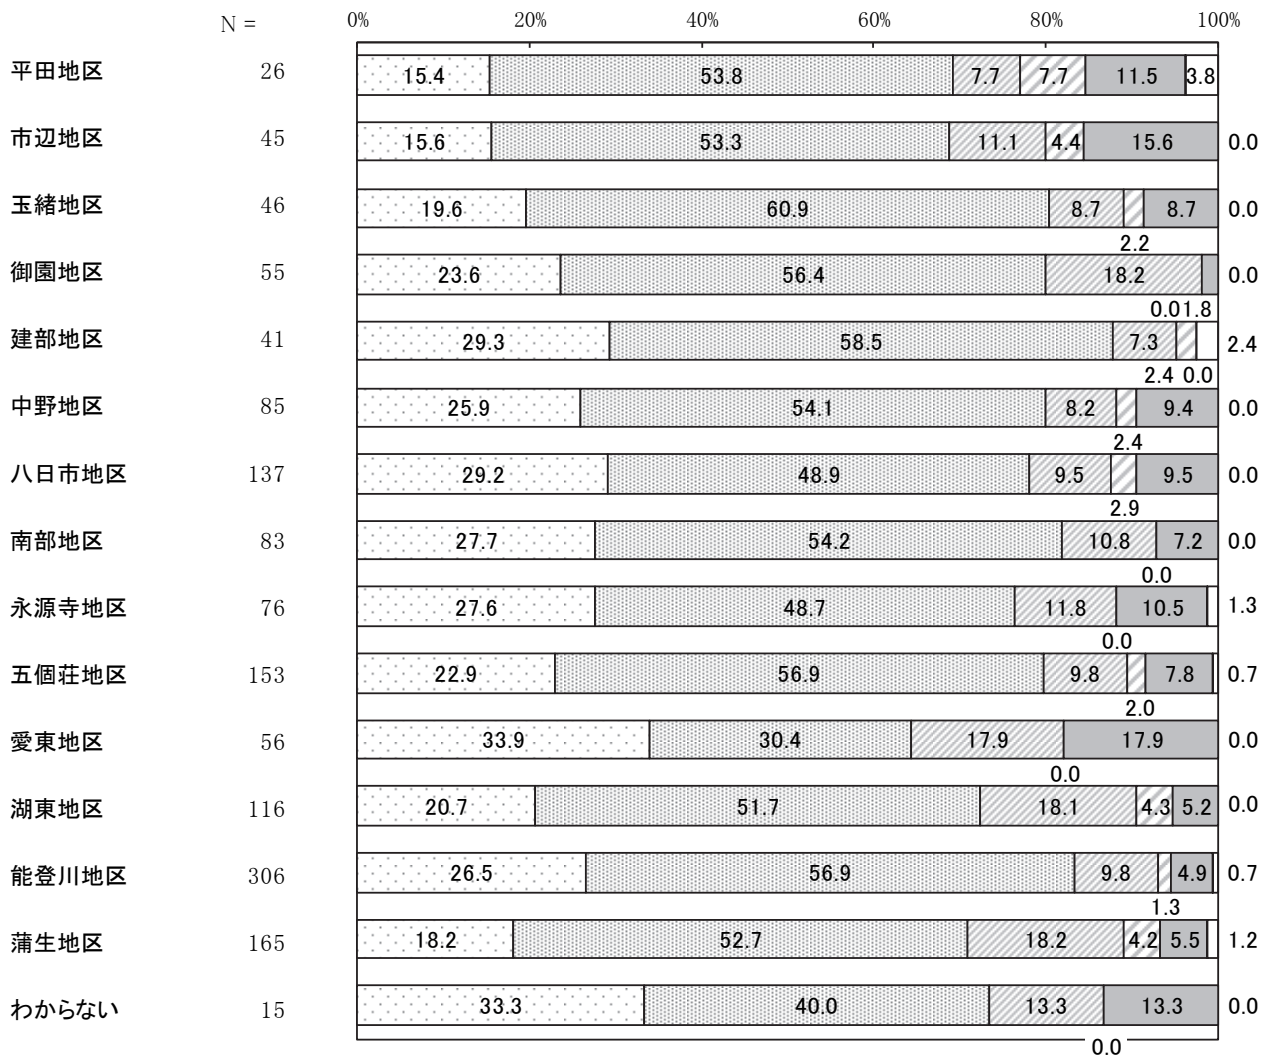 N = 0% 20% 40% 60% 80% 100%
平田地区 26 15.4 53.8 7.7 7.7 11.5 3.8
市辺地区 45 15.6 53.3 11.1 4.4 15.6 0.0
玉緒地区 46 19.6 60.9 8.7 8.7 0.0
2.2
御園地区 55 23.6 56.4 18.2 0.0
0.0 1.8
建部地区 41 29.3 58.5 7.3 2.4
2.4 0.0
中野地区 85 25.9 54.1 8.2 9.4 0.0
2.4
八日市地区 137 29.2 48.9 9.5 9.5 0.0
2.9
南部地区 83 27.7 54.2 10.8 7.2 0.0
0.0
永源寺地区 76 27.6 48.7 11.8 10.5 1.3
0.0
五個荘地区 153 22.9 56.9 9.8 7.8 0.7
2.0
愛東地区 56 33.9 30.4 17.9 17.9 0.0
0.0
湖東地区 116 20.7 51.7 18.1 4.3 5.2 0.0
能登川地区 306 26.5 56.9 9.8 4.9 0.7
1.3
蒲生地区 165 18.2 52.7 18.2 4.2 5.5 1.2
わからない 15 33.3 40.0 13.3 13.3 0.0
0.0